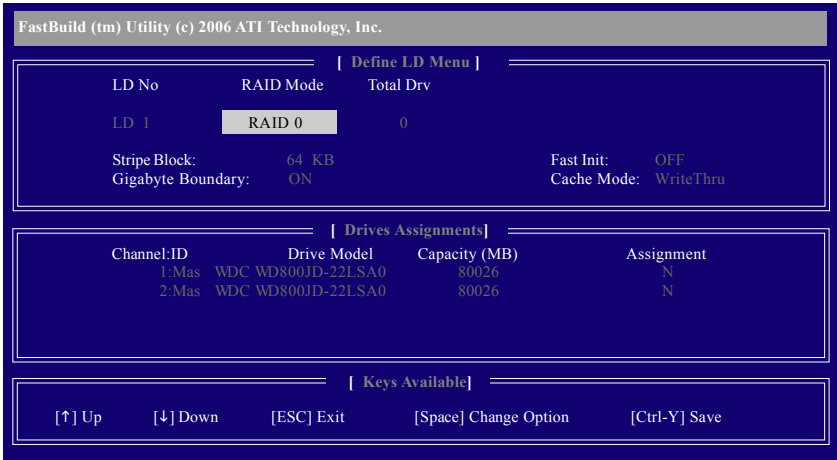 FastBuild (tm) Utility (c) 2006 ATI Technology, Inc.
[ Define LD Menu ]
LD No RAID Mode Total Drv
LD 1 RAID 0 0
Stripe Block: 64 KB Fast Init: OFF
Gigabyte Boundary: ON Cache Mode: WriteThru
[ Drives Assignments]
Channel:ID Drive Model Capacity (MB) Assignment
1:Mas WDC WD800JD-22LSA0 80026 N
2:Mas WDC WD800JD-22LSA0 80026 N
[ Keys Available]
[↑] Up [↓] Down [ESC] Exit [Space] Change Option [Ctrl-Y] Save